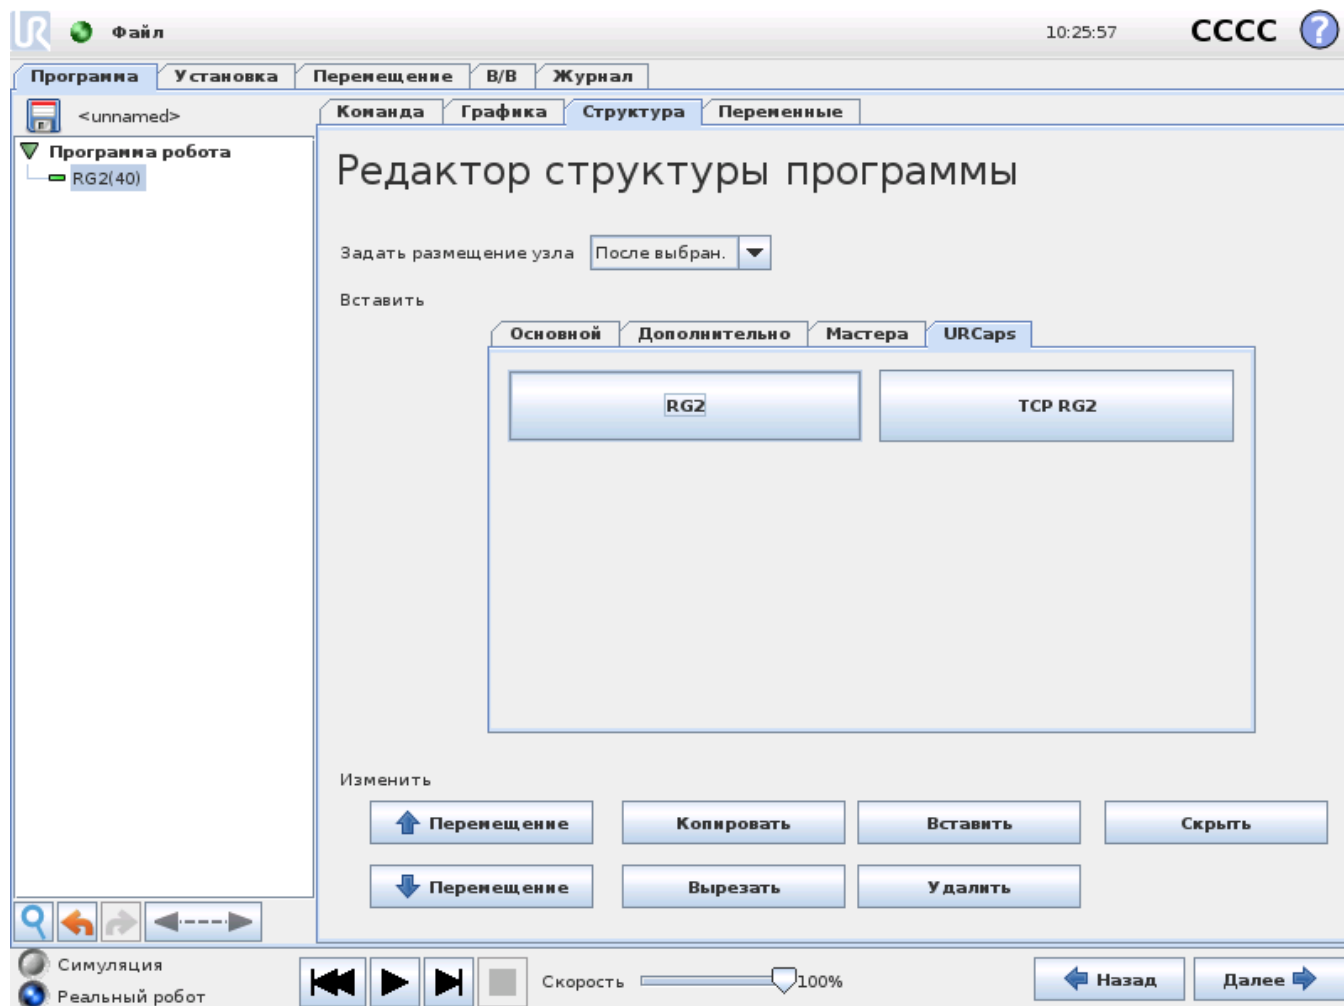 UR Файл 10:25:57 CCCC ?
Программа Установка Перемещение В/В Журнал
<unnamed>
Команда Графика Структура Переменные
Программа робота
RG2(40)
Редактор структуры программы
Задать размещение узла После выбран.
Вставить
Основной Дополнительно Мастера URCaps
RG2 TCP RG2
Изменить
Перемещение Копировать Вставить Скрыть
Перемещение Вырезать Удалить
Симуляция
Реальный робот
Скорость 100%
Назад Далее